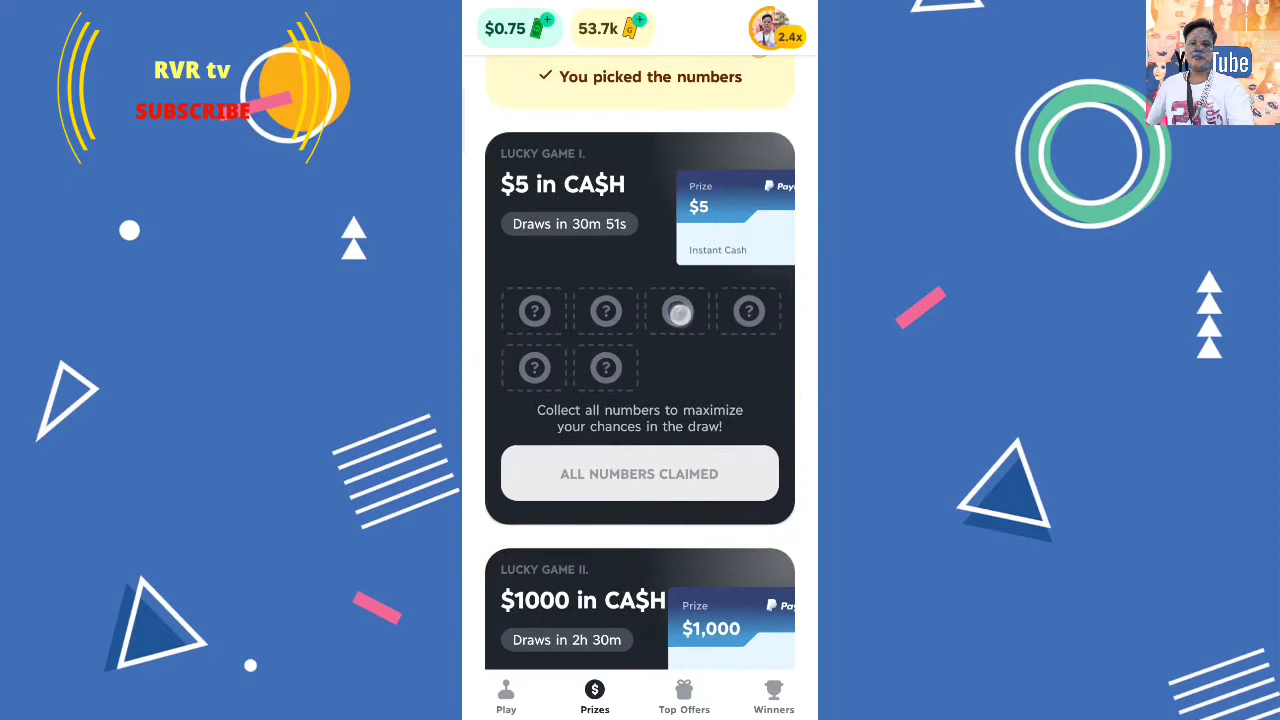 $0.75
53.7k
2.4x
RVR tv
SUBSCRIBE
Tube
✓ You picked the numbers
LUCKY GAME I.
$5 in CA$H
Draws in 30m 51s
Prize
$5
Instant Cash
Collect all numbers to maximize
your chances in the draw!
ALL NUMBERS CLAIMED
LUCKY GAME II.
$1000 in CA$H
Draws in 2h 30m
Prize
$1,000
Play
Prizes
Top Offers
Winners